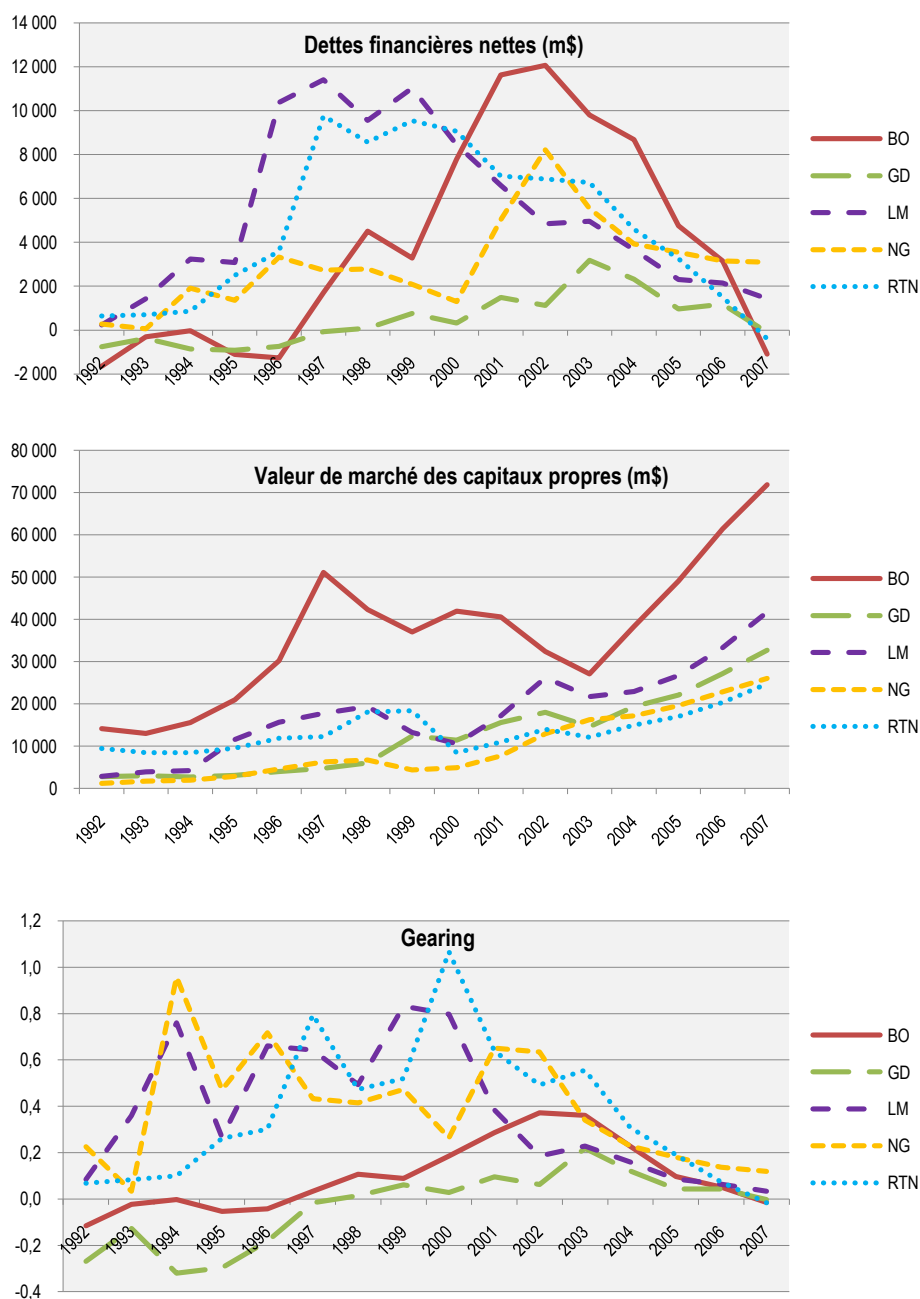 Dettes financières nettes (m$)
14 000
12 000
10 000
8 000
6 000
4 000
2 000
0
-2 000
1992 1993 1994 1995 1996 1997 1998 1999 2000 2001 2002 2003 2004 2005 2006 2007
BO
GD
LM
NG
RTN
Valeur de marché des capitaux propres (m$)
80 000
70 000
60 000
50 000
40 000
30 000
20 000
10 000
0
1992 1993 1994 1995 1996 1997 1998 1999 2000 2001 2002 2003 2004 2005 2006 2007
BO
GD
LM
NG
RTN
Gearing
1,2
1,0
0,8
0,6
0,4
0,2
0,0
-0,2
-0,4
1992 1993 1994 1995 1996 1997 1998 1999 2000 2001 2002 2003 2004 2005 2006 2007
BO
GD
LM
NG
RTN